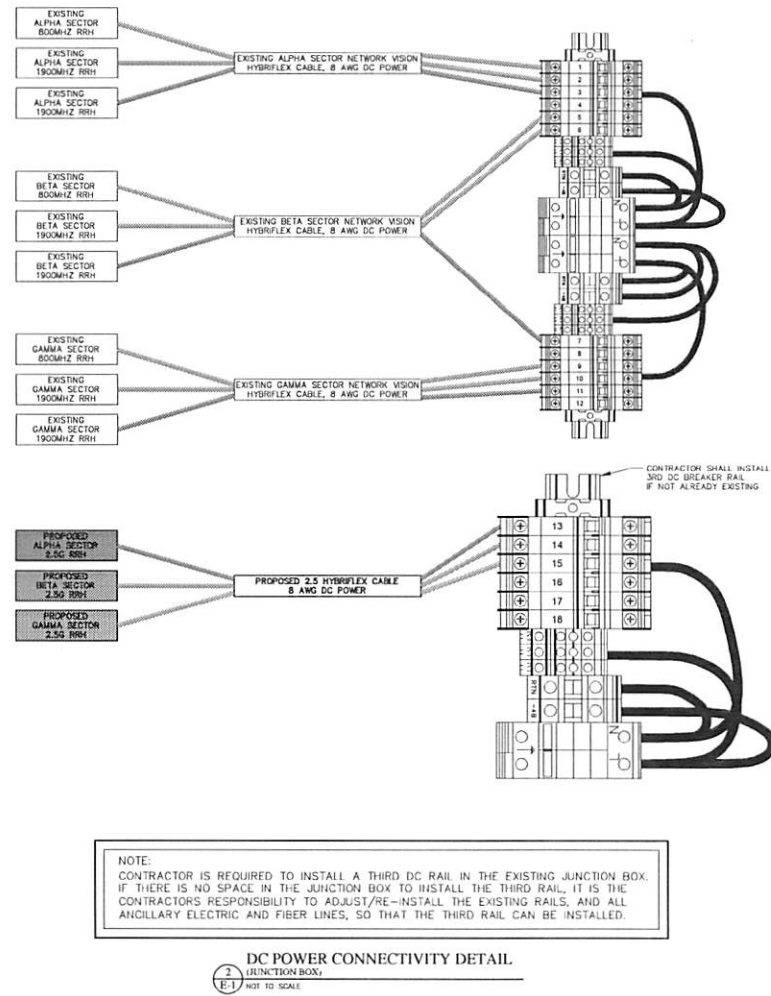 EXISTING
ALPHA SECTOR
800MHZ RRH
EXISTING
ALPHA SECTOR
1900MHZ RRH
EXISTING
ALPHA SECTOR
1900MHZ RRH
EXISTING ALPHA SECTOR NETWORK VISION
HYBRIFLEX CABLE, 8 AWG DC POWER
1
2
3
4
5
6
EXISTING
BETA SECTOR
800MHZ RRH
EXISTING
BETA SECTOR
1900MHZ RRH
EXISTING
BETA SECTOR
1900MHZ RRH
EXISTING BETA SECTOR NETWORK VISION
HYBRIFLEX CABLE, 8 AWG DC POWER
EXISTING
GAMMA SECTOR
800MHZ RRH
EXISTING
GAMMA SECTOR
1900MHZ RRH
EXISTING
GAMMA SECTOR
1900MHZ RRH
EXISTING GAMMA SECTOR NETWORK VISION
HYBRIFLEX CABLE, 8 AWG DC POWER
7
8
9
10
11
12
CONTRACTOR SHALL INSTALL
3RD DC BREAKER RAIL
IF NOT ALREADY EXISTING
PROPOSED
ALPHA SECTOR
2.5G RRH
PROPOSED
BETA SECTOR
2.5G RRH
PROPOSED
GAMMA SECTOR
2.5G RRH
PROPOSED 2.5 HYBRIFLEX CABLE
8 AWG DC POWER
13
14
15
16
17
18
RTN
-48
N
L
NOTE:
CONTRACTOR IS REQUIRED TO INSTALL A THIRD DC RAIL IN THE EXISTING JUNCTION BOX.
IF THERE IS NO SPACE IN THE JUNCTION BOX TO INSTALL THE THIRD RAIL, IT IS THE
CONTRACTORS RESPONSIBILITY TO ADJUST/RE-INSTALL THE EXISTING RAILS, AND ALL
ANCILLARY ELECTRIC AND FIBER LINES, SO THAT THE THIRD RAIL CAN BE INSTALLED.
DC POWER CONNECTIVITY DETAIL
2
(JUNCTION BOX)
E-1
NOT TO SCALE